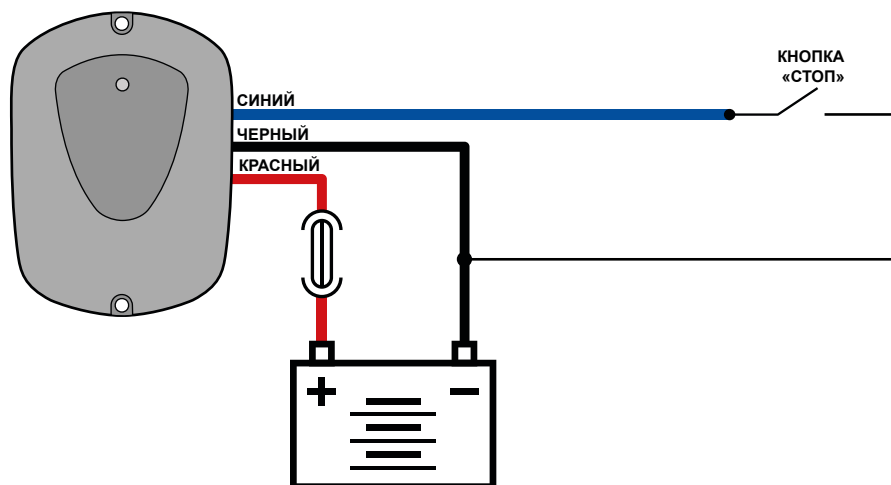 КНОПКА
«СТОП»
СИНИЙ
ЧЕРНЫЙ
КРАСНЫЙ
+ −